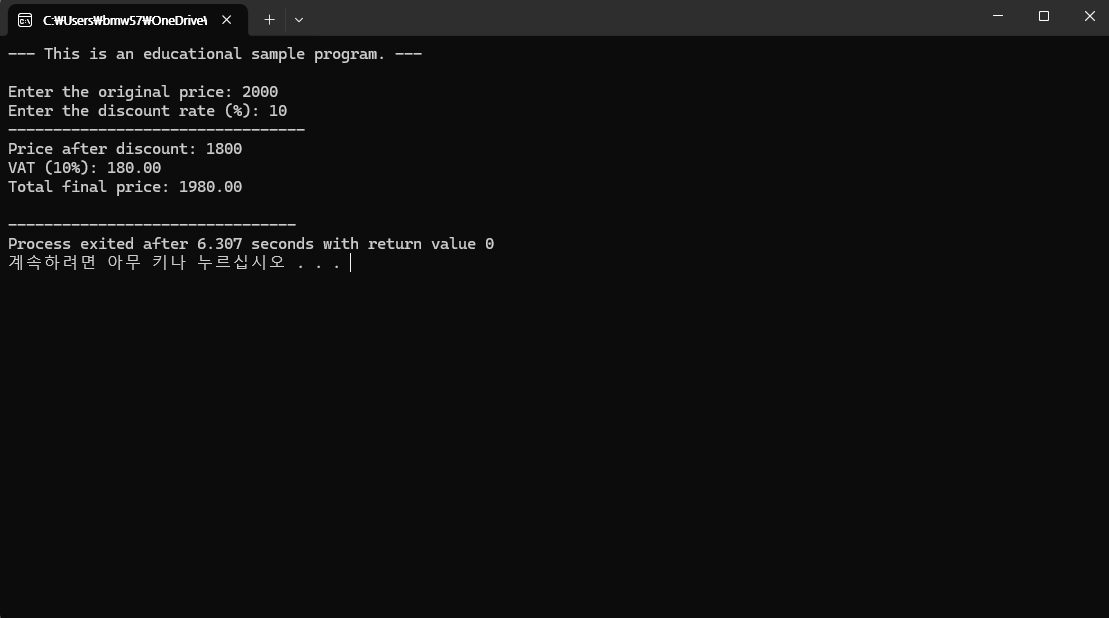 C:₩Users₩bmw57₩OneDrive₩
--- This is an educational sample program. ---
Enter the original price: 2000
Enter the discount rate (%): 10
---------------------------------
Price after discount: 1800
VAT (10%): 180.00
Total final price: 1980.00
--------------------------------
Process exited after 6.307 seconds with return value 0
계속하려면 아무 키나 누르십시오 . . .